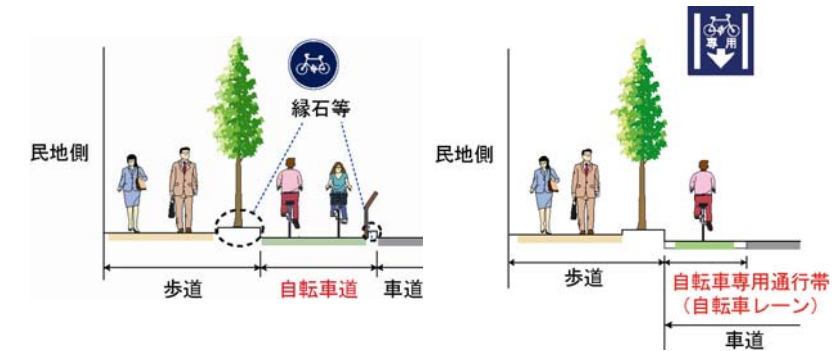 縁石等
民地側
歩道
自転車道
車道
専用
民地側
歩道
自転車専用通行帯
（自転車レーン）
車道